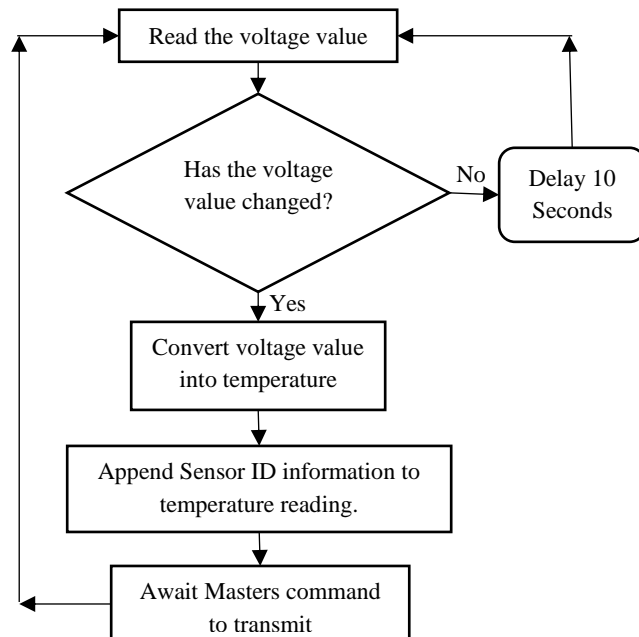 Read the voltage value
Has the voltage
value changed?
No
Delay 10
Seconds
Yes
Convert voltage value
into temperature
Append Sensor ID information to
temperature reading.
Await Masters command
to transmit